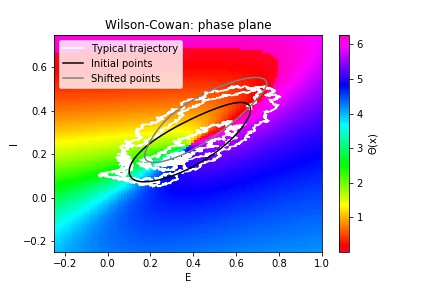 Wilson-Cowan: phase plane
Typical trajectory
Initial points
Shifted points
0.6
0.4
0.2
0.0
−0.2
I
−0.2 0.0 0.2 0.4 0.6 0.8 1.0
E
6
5
4
3
2
1
Θ(x)